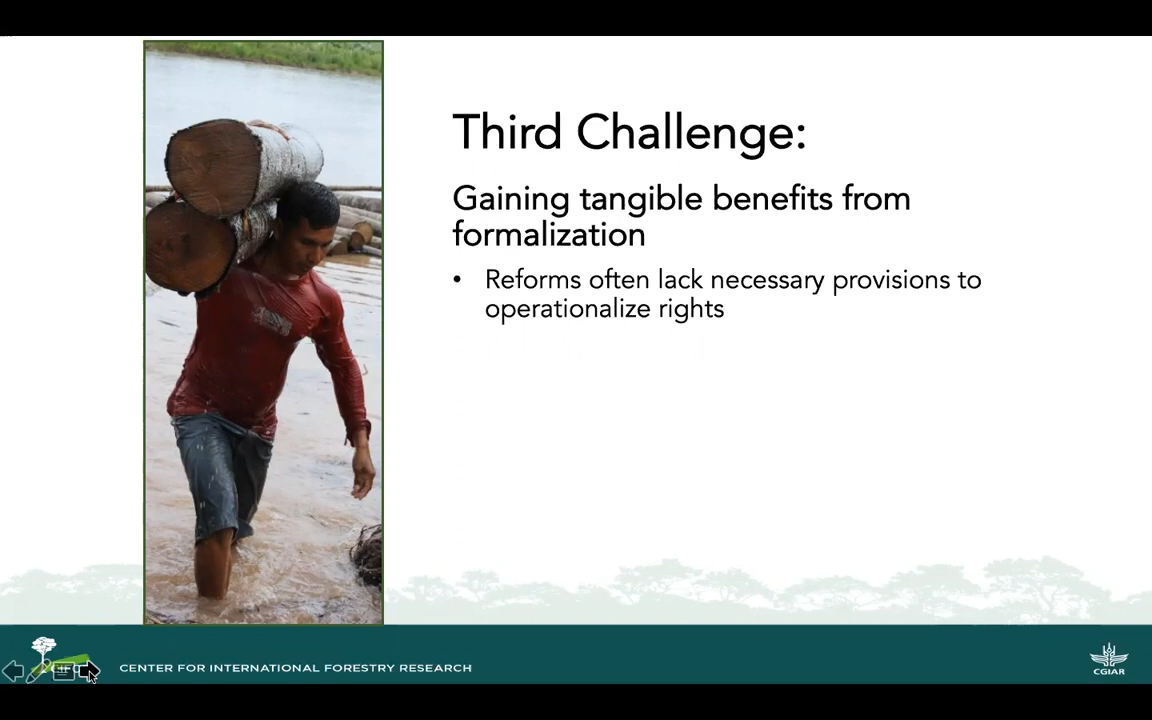 Third Challenge:
Gaining tangible benefits from
formalization
• Reforms often lack necessary provisions to
operationalize rights
CENTER FOR INTERNATIONAL FORESTRY RESEARCH
CGIAR